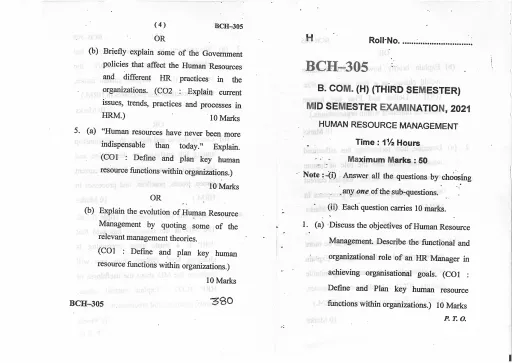 (4)
BCH-305
OR
(b) Briefly explain some of the Government
policies that affect the Human Resources
and different HR practices in the
organizations. (CO2 : Explain current
issues, trends, practices and processes in
HRM.)
10 Marks
5. (a) "Human resources have never been more
indispensable than today." Explain.
(CO1 : Define and plan key human
resource functions within organizations.)
10 Marks
OR
(b) Explain the evolution of Human Resource
Management by quoting some of the
relevant management theories.
(CO1 : Define and plan key human
resource functions within organizations.)
10 Marks
BCH-305
380
H
Roll No. ..............................
BCH-305
B. COM. (H) (THIRD SEMESTER)
MID SEMESTER EXAMINATION, 2021
HUMAN RESOURCE MANAGEMENT
Time : 1½ Hours
Maximum Marks : 50
Note :-(i) Answer all the questions by choosing
any one of the sub-questions.
(ii) Each question carries 10 marks.
1. (a) Discuss the objectives of Human Resource
Management. Describe the functional and
organizational role of an HR Manager in
achieving organisational goals. (CO1 :
Define and Plan key human resource
functions within organizations.) 10 Marks
P. T. O.